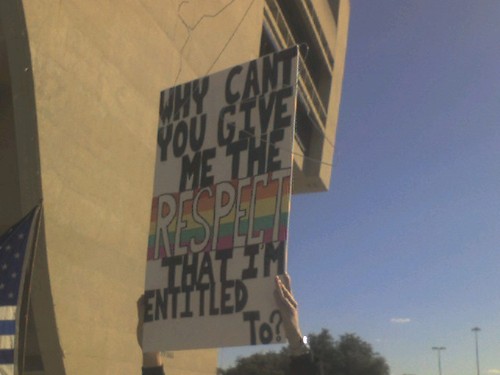 WHY CANT
YOU GIVE
ME THE
RESPECT
THAT I'M
ENTITLED
To?